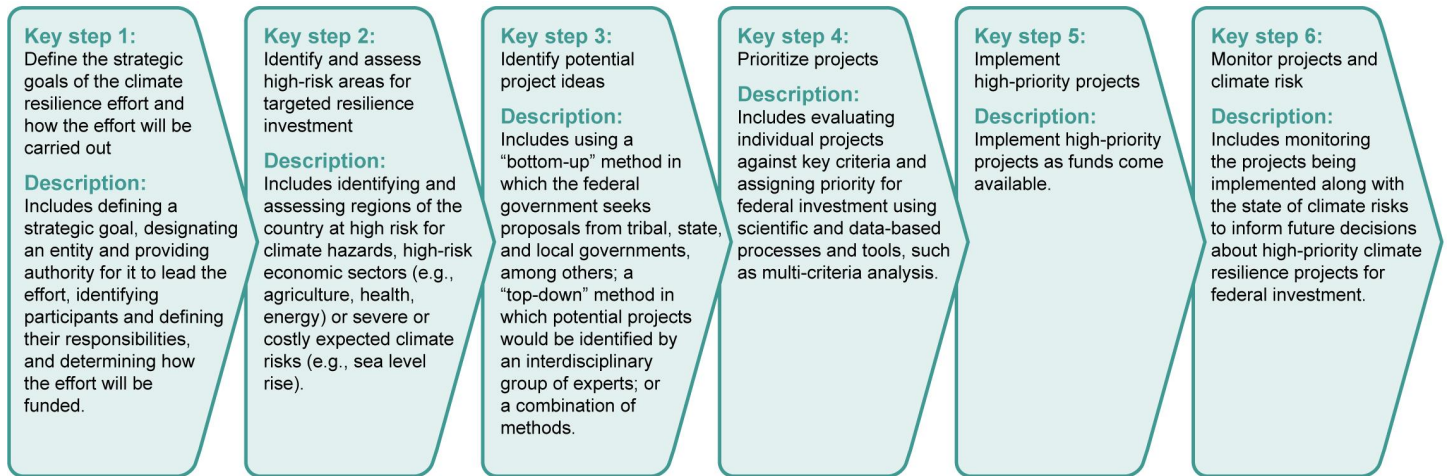 Key step 1:
Define the strategic
goals of the climate
resilience effort and
how the effort will be
carried out
Description:
Includes defining a
strategic goal, designating
an entity and providing
authority for it to lead the
effort, identifying
participants and defining
their responsibilities,
and determining how
the effort will be
funded.
Key step 2:
Identify and assess
high-risk areas for
targeted resilience
investment
Description:
Includes identifying and
assessing regions of the
country at high risk for
climate hazards, high-risk
economic sectors (e.g.,
agriculture, health,
energy) or severe or
costly expected climate
risks (e.g., sea level
rise).
Key step 3:
Identify potential
project ideas
Description:
Includes using a
“bottom-up” method in
which the federal
government seeks
proposals from tribal, state,
and local governments,
among others; a
“top-down” method in
which potential projects
would be identified by
an interdisciplinary
group of experts; or
a combination of
methods.
Key step 4:
Prioritize projects
Description:
Includes evaluating
individual projects
against key criteria and
assigning priority for
federal investment using
scientific and data-based
processes and tools, such
as multi-criteria analysis.
Key step 5:
Implement
high-priority projects
Description:
Implement high-priority
projects as funds come
available.
Key step 6:
Monitor projects and
climate risk
Description:
Includes monitoring
the projects being
implemented along with
the state of climate risks
to inform future decisions
about high-priority climate
resilience projects for
federal investment.